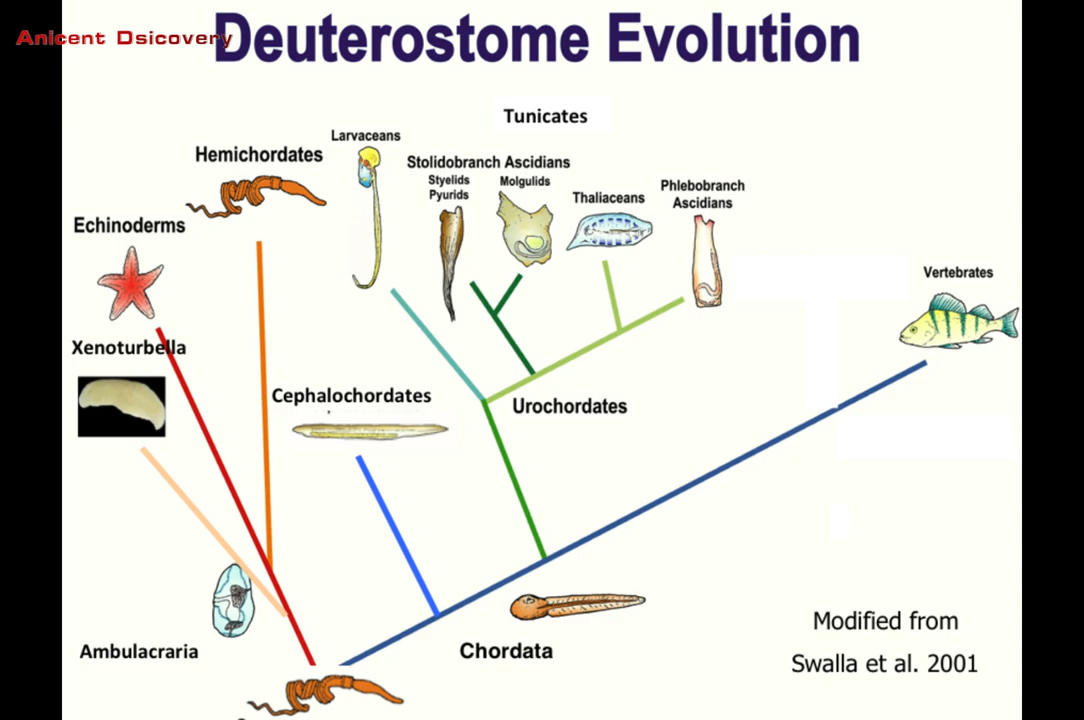 Anicent Dsicovery
Deuterostome Evolution
Tunicates
Larvaceans
Hemichordates
Stolidobranch Ascidians
Styelids
Pyurids
Molgulids
Thaliaceans
Phlebobranch
Ascidians
Echinoderms
Vertebrates
Xenoturbella
Cephalochordates
Urochordates
Ambulacraria
Chordata
Modified from
Swalla et al. 2001